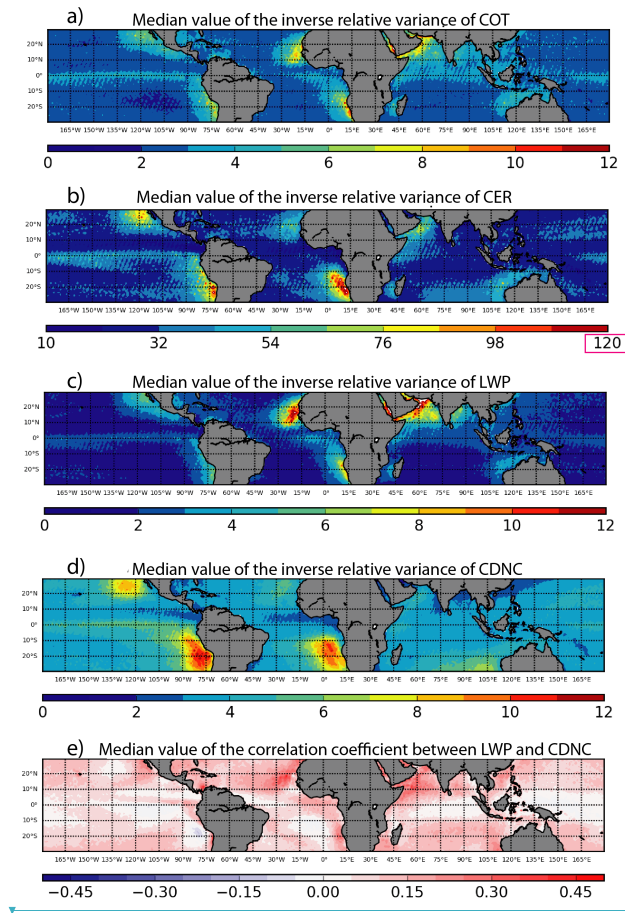 a) Median value of the inverse relative variance of COT
20°N
10°N
0°
10°S
20°S
165°W 150°W 135°W 120°W 105°W 90°W 75°W 60°W 45°W 30°W 15°W 0° 15°E 30°E 45°E 60°E 75°E 90°E 105°E 120°E 135°E 150°E 165°E
0 2 4 6 8 10 12
b) Median value of the inverse relative variance of CER
20°N
10°N
0°
10°S
20°S
165°W 150°W 135°W 120°W 105°W 90°W 75°W 60°W 45°W 30°W 15°W 0° 15°E 30°E 45°E 60°E 75°E 90°E 105°E 120°E 135°E 150°E 165°E
10 32 54 76 98 120
c) Median value of the inverse relative variance of LWP
20°N
10°N
0°
10°S
20°S
165°W 150°W 135°W 120°W 105°W 90°W 75°W 60°W 45°W 30°W 15°W 0° 15°E 30°E 45°E 60°E 75°E 90°E 105°E 120°E 135°E 150°E 165°E
0 2 4 6 8 10 12
d) Median value of the inverse relative variance of CDNC
20°N
10°N
0°
10°S
20°S
165°W 150°W 135°W 120°W 105°W 90°W 75°W 60°W 45°W 30°W 15°W 0° 15°E 30°E 45°E 60°E 75°E 90°E 105°E 120°E 135°E 150°E 165°E
0 2 4 6 8 10 12
e) Median value of the correlation coefficient between LWP and CDNC
20°N
10°N
0°
10°S
20°S
165°W 150°W 135°W 120°W 105°W 90°W 75°W 60°W 45°W 30°W 15°W 0° 15°E 30°E 45°E 60°E 75°E 90°E 105°E 120°E 135°E 150°E 165°E
−0.45 −0.30 −0.15 0.00 0.15 0.30 0.45